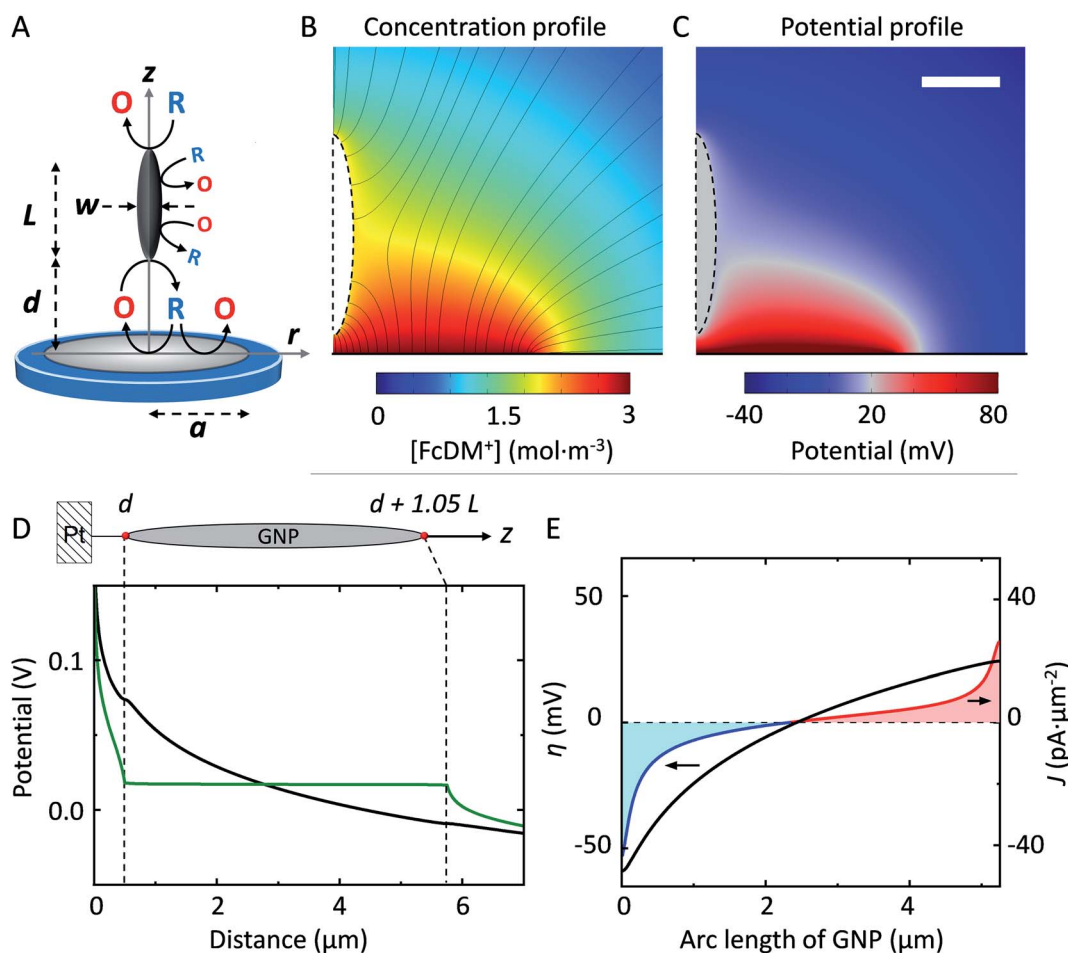 A
z
O R
R
O
L
w
O
R
d
O R O
r
a
B Concentration profile
0 1.5 3
[FcDM⁺] (mol·m⁻³)
C Potential profile
-40 20 80
Potential (mV)
D
d
d + 1.05 L
Pt
GNP
z
Potential (V)
0.1
0.0
0 2 4 6
Distance (μm)
E
η (mV)
50
0
-50
J (pA·μm⁻²)
40
0
-40
0 2 4
Arc length of GNP (μm)